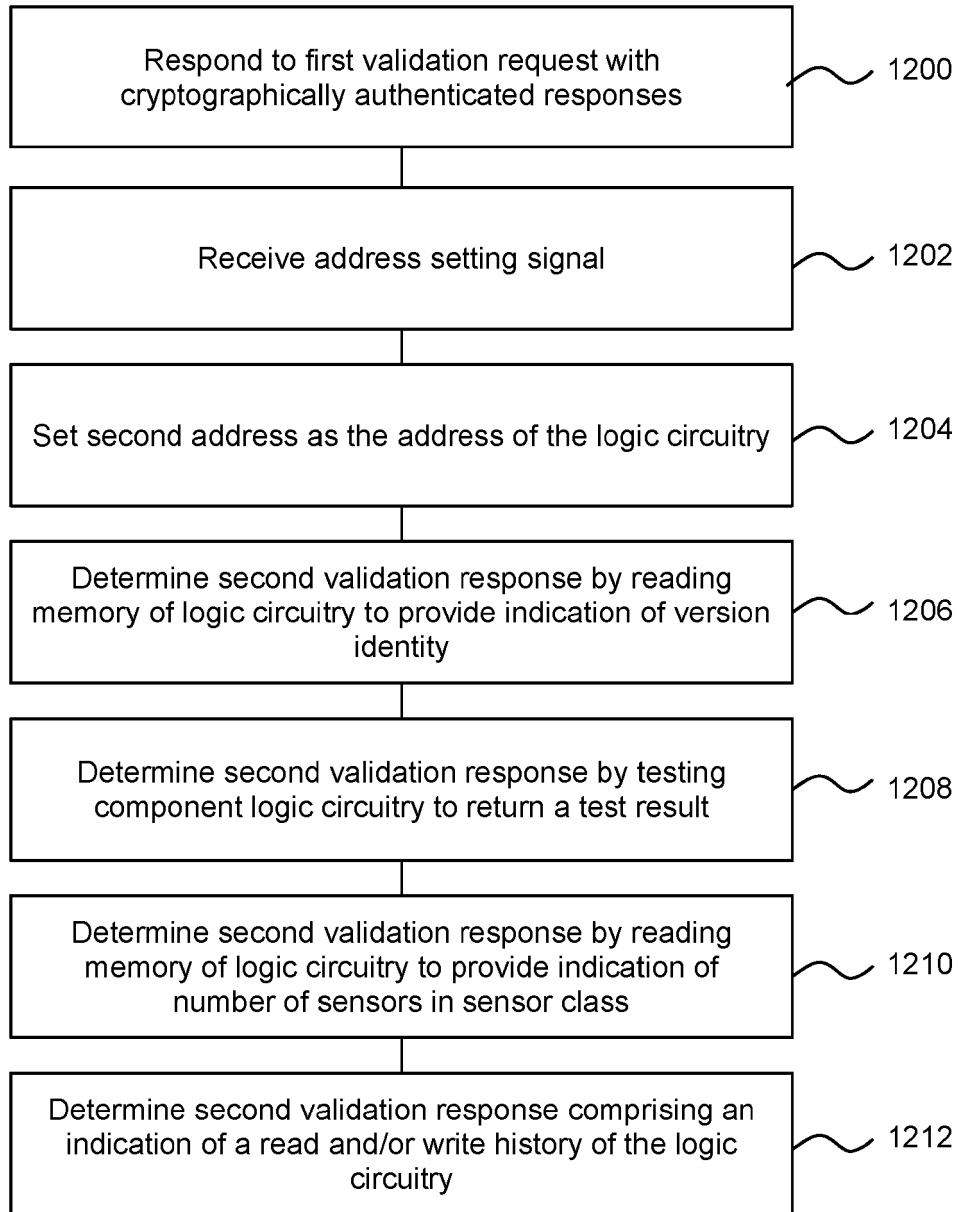 Respond to first validation request with
cryptographically authenticated responses
1200
Receive address setting signal
1202
Set second address as the address of the logic circuitry
1204
Determine second validation response by reading
memory of logic circuitry to provide indication of version
identity
1206
Determine second validation response by testing
component logic circuitry to return a test result
1208
Determine second validation response by reading
memory of logic circuitry to provide indication of
number of sensors in sensor class
1210
Determine second validation response comprising an
indication of a read and/or write history of the logic
circuitry
1212